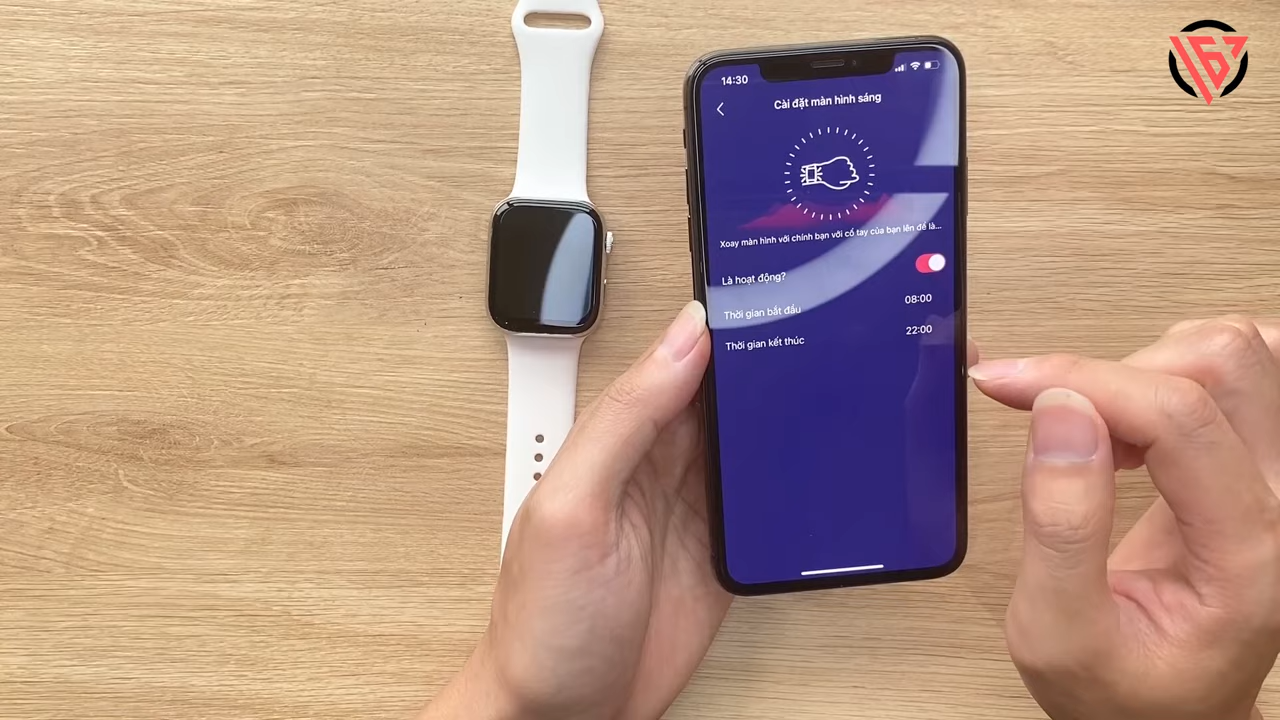 14:30
Cài đặt màn hình sáng
Xoay màn hình với chính bạn với cổ tay của bạn lên để là...
Là hoạt động?
Thời gian bắt đầu 08:00
Thời gian kết thúc 22:00